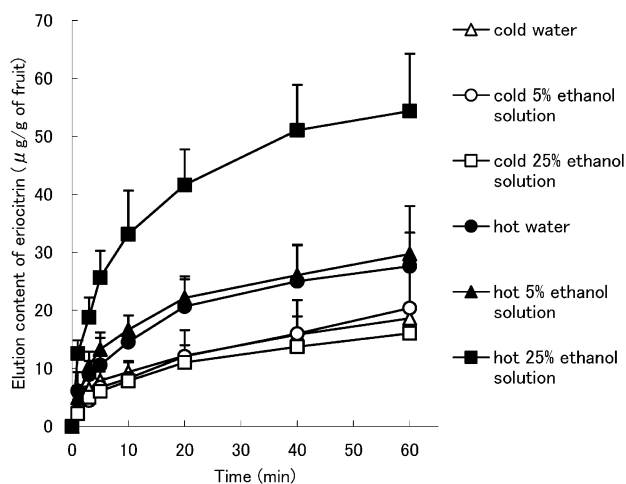 Elution content of eriocitrin (μg/g of fruit)
70
60
50
40
30
20
10
0
0 10 20 30 40 50 60
Time (min)
cold water
cold 5% ethanol
solution
cold 25% ethanol
solution
hot water
hot 5% ethanol
solution
hot 25% ethanol
solution